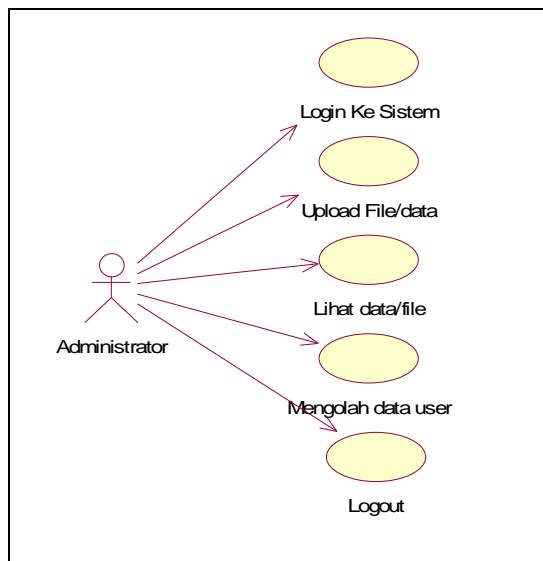 Login Ke Sistem
Upload File/data
Lihat data/file
Administrator
Mengolah data user
Logout